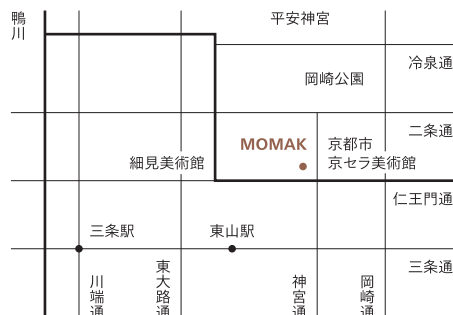 鴨川
平安神宮
冷泉通
岡崎公園
二条通
MOMAK
京都市
京セラ美術館
細見美術館
仁王門通
三条駅
東山駅
三条通
川端通
東大路通
神宮通
岡崎通